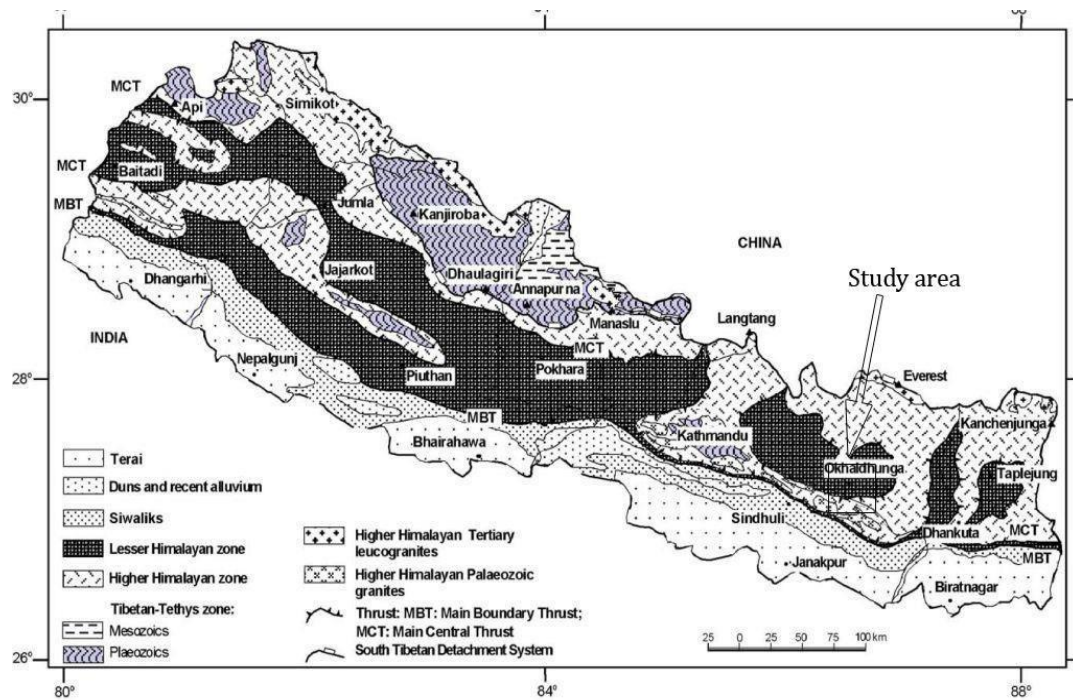 84
30°
28°
26°
80°
84°
88°
MCT
Api
Simikot
MCT
Baitadi
MBT
Jumla
Kanjiroba
CHINA
Dhangarhi
Jajarkot
Dhaulagiri
Annapurna
Study area
Manaslu
Langtang
INDIA
MCT
Nepalgunj
Piuthan
Pokhara
Everest
MBT
Kanchenjunga
Bhairahawa
Kathmandu
Okhaldhunga
Taplejung
Sindhuli
Dhankuta
MCT
MBT
Janakpur
Biratnagar
Terai
Duns and recent alluvium
Siwaliks
Lesser Himalayan zone
Higher Himalayan zone
Tibetan-Tethys zone:
Mesozoics
Plaeozoics
Higher Himalayan Tertiary
leucogranites
Higher Himalayan Palaeozoic
granites
Thrust: MBT: Main Boundary Thrust;
MCT: Main Central Thrust
South Tibetan Detachment System
25 0 25 50 75 100 km